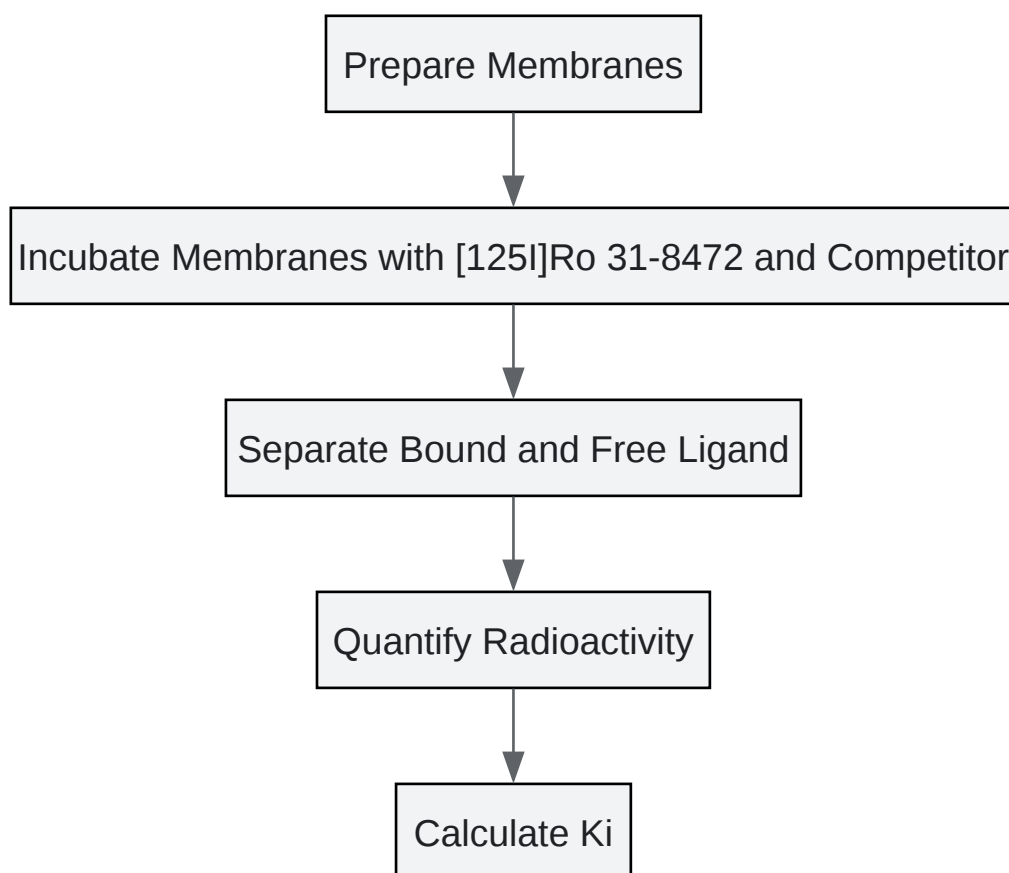 Prepare Membranes
Incubate Membranes with [125I]Ro 31-8472 and Competitor
Separate Bound and Free Ligand
Quantify Radioactivity
Calculate Ki